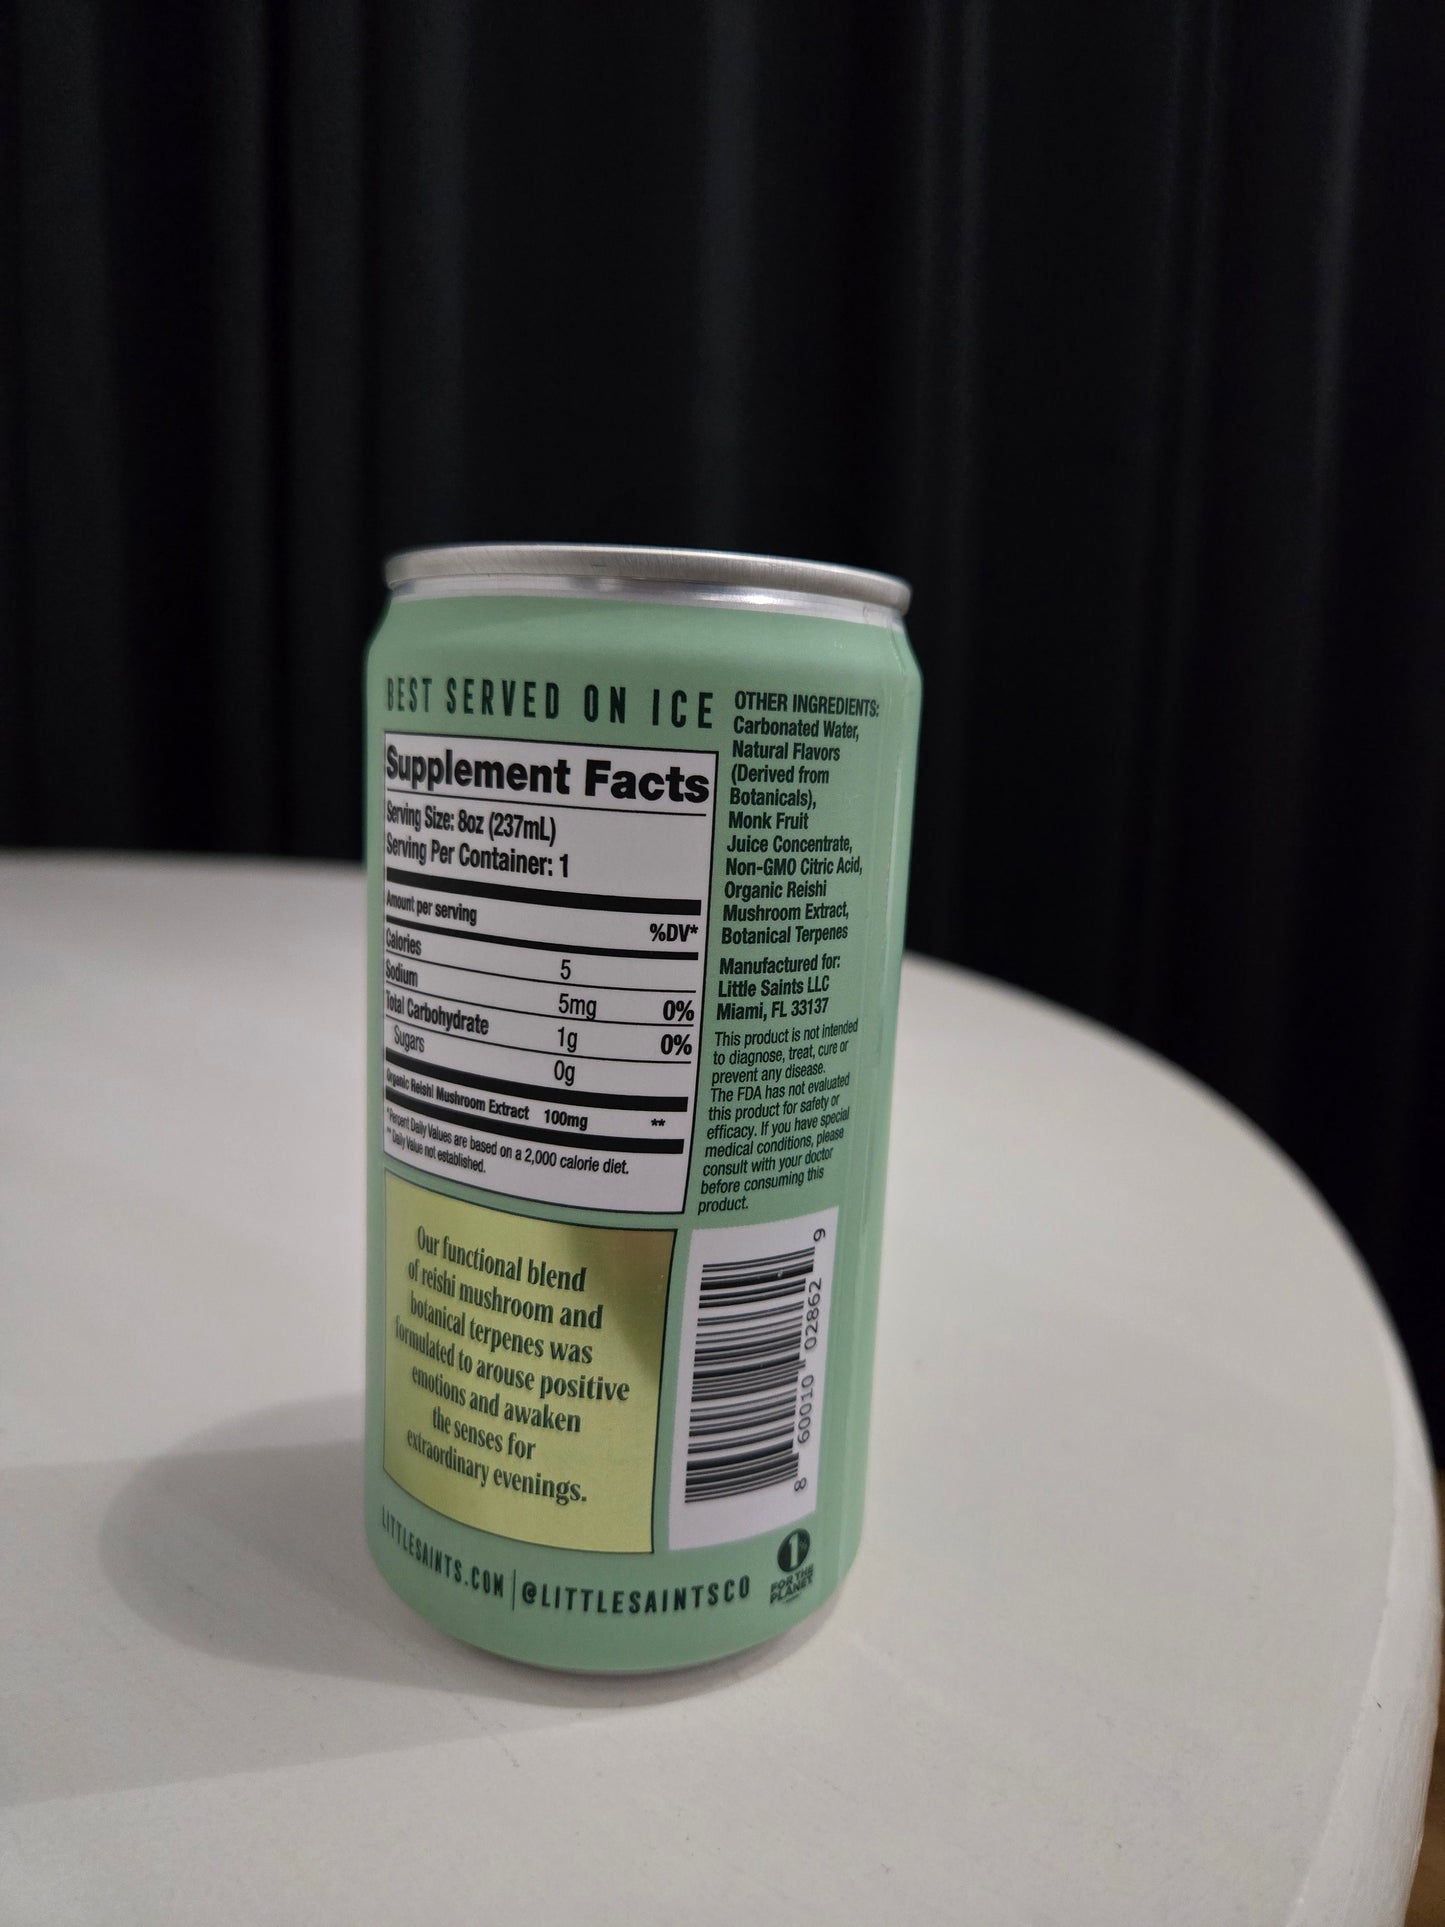 BEST SERVED ON ICE
Supplement Facts
Serving Size: 8oz (237mL)
Serving Per Container: 1
Amount per serving
%DV*
Calories 5
Sodium 5mg 0%
Total Carbohydrate 1g 0%
Sugars 0g
Organic Reishi Mushroom Extract 100mg **
*Percent Daily Values are based on a 2,000 calorie diet.
**Daily Value not established.
Our functional blend
of reishi mushroom and
botanical terpenes was
formulated to arouse positive
emotions and awaken
the senses for
extraordinary evenings.
OTHER INGREDIENTS:
Carbonated Water,
Natural Flavors
(Derived from
Botanicals),
Monk Fruit
Juice Concentrate,
Non-GMO Citric Acid,
Organic Reishi
Mushroom Extract,
Botanical Terpenes
Manufactured for:
Little Saints LLC
Miami, FL 33137
This product is not intended
to diagnose, treat, cure or
prevent any disease.
The FDA has not evaluated
this product for safety or
efficacy. If you have special
medical conditions, please
consult with your doctor
before consuming this
product.
8 60010 02862 9
LITTLESAINTS.COM | @LITTLESAINTSCO
1%
FOR THE
PLANET